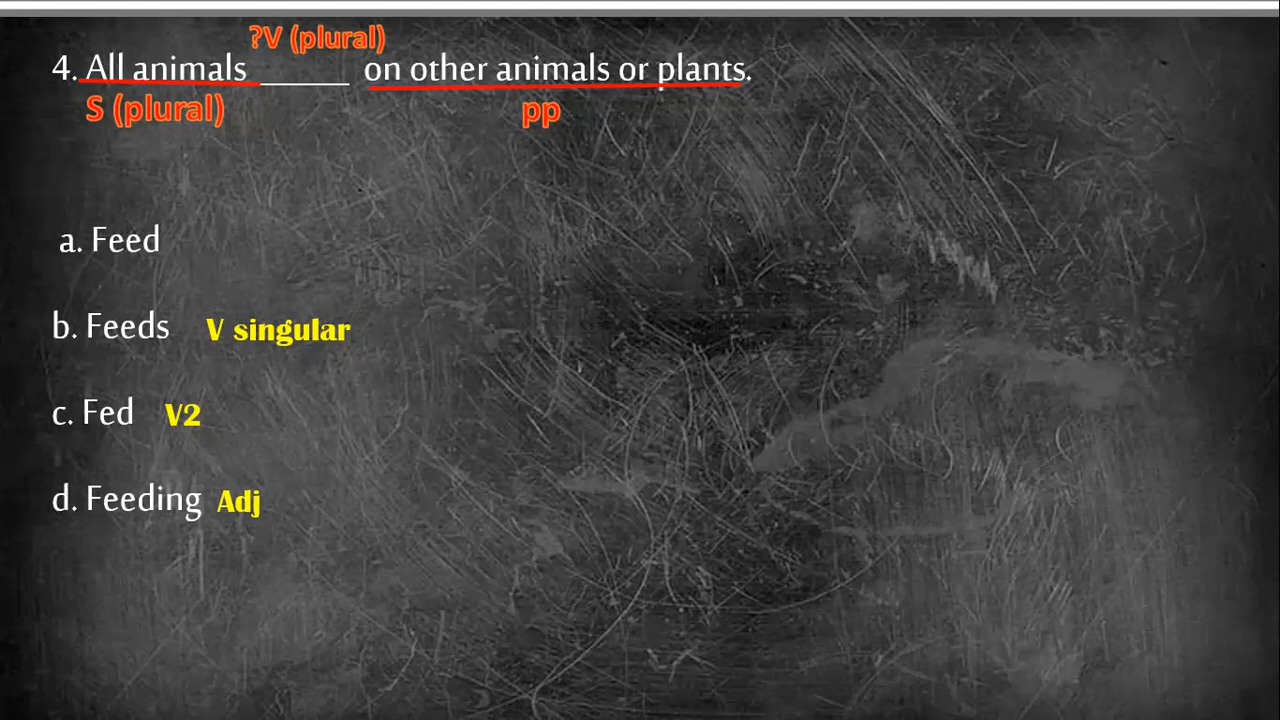 ?V (plural)
4. All animals ______ on other animals or plants.
S (plural) pp
a. Feed
b. Feeds V singular
c. Fed V2
d. Feeding Adj